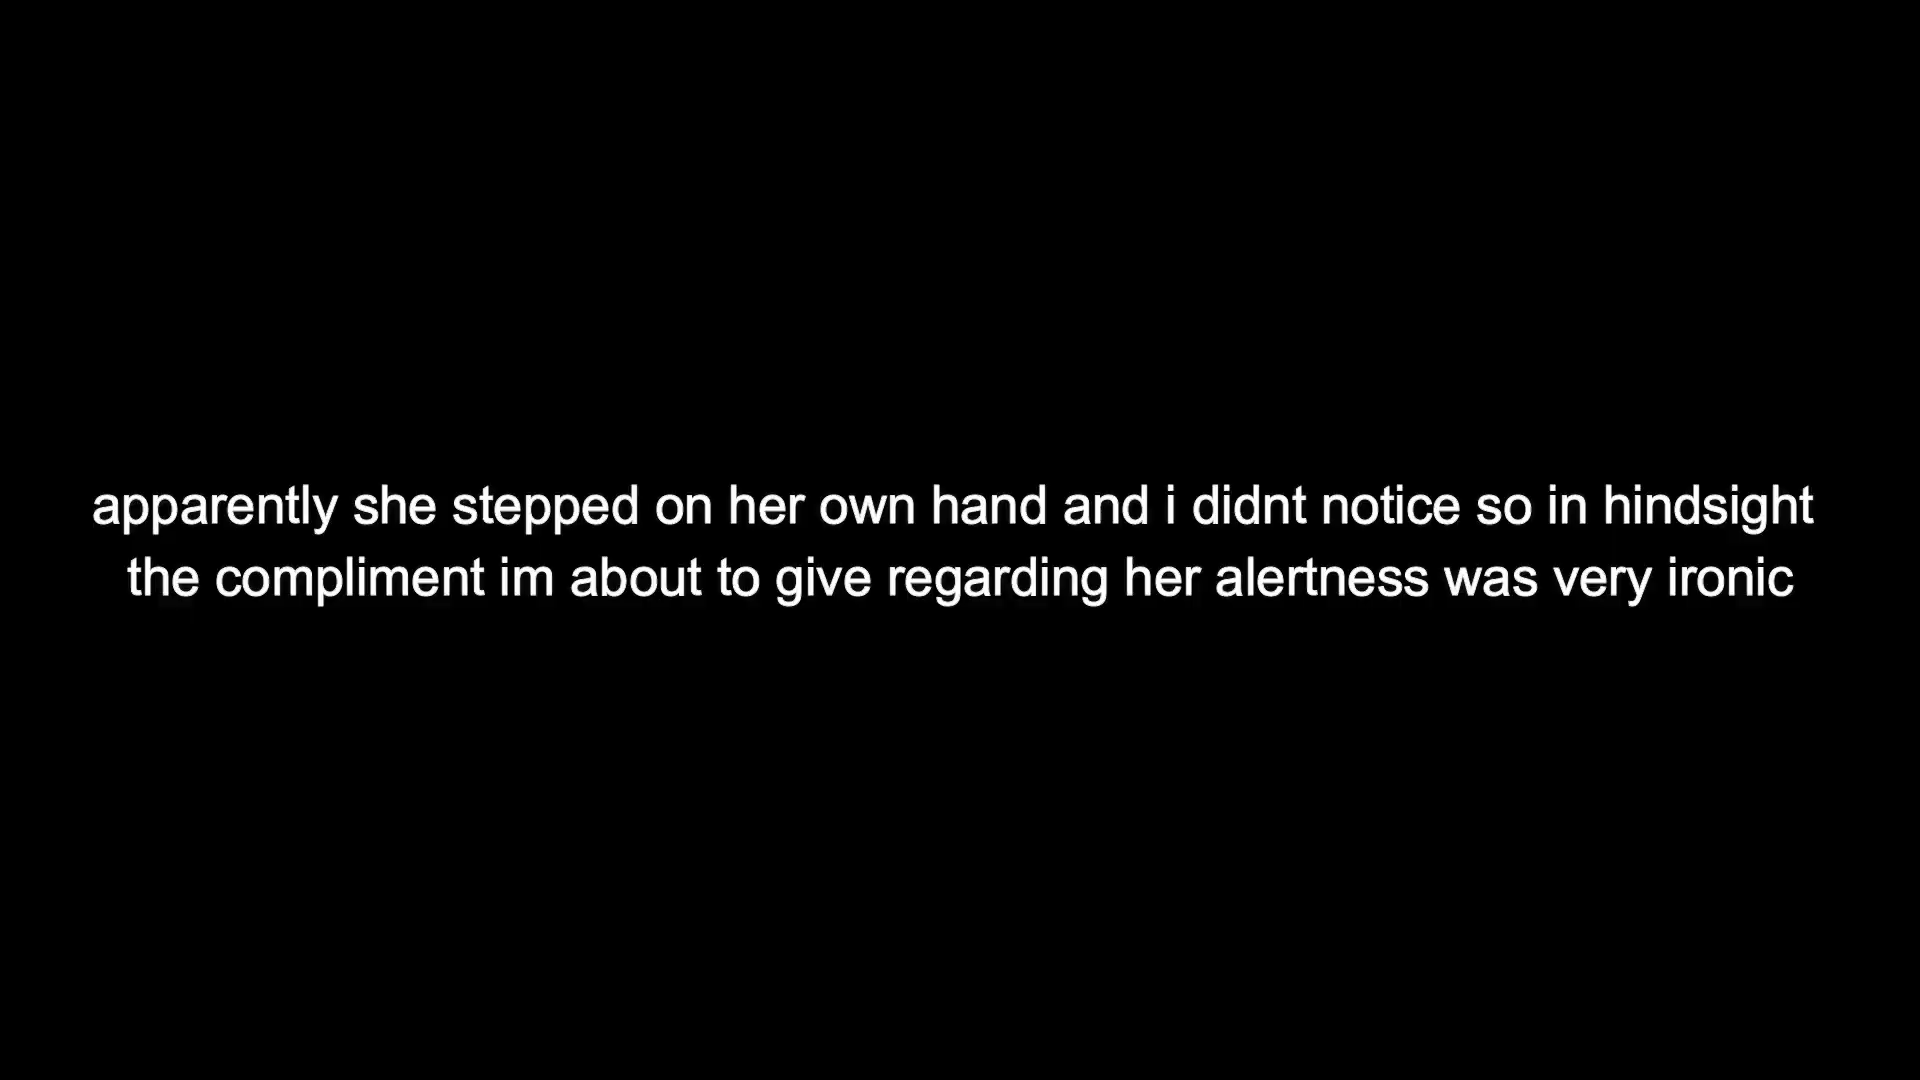 apparently she stepped on her own hand and i didnt notice so in hindsight
the compliment im about to give regarding her alertness was very ironic